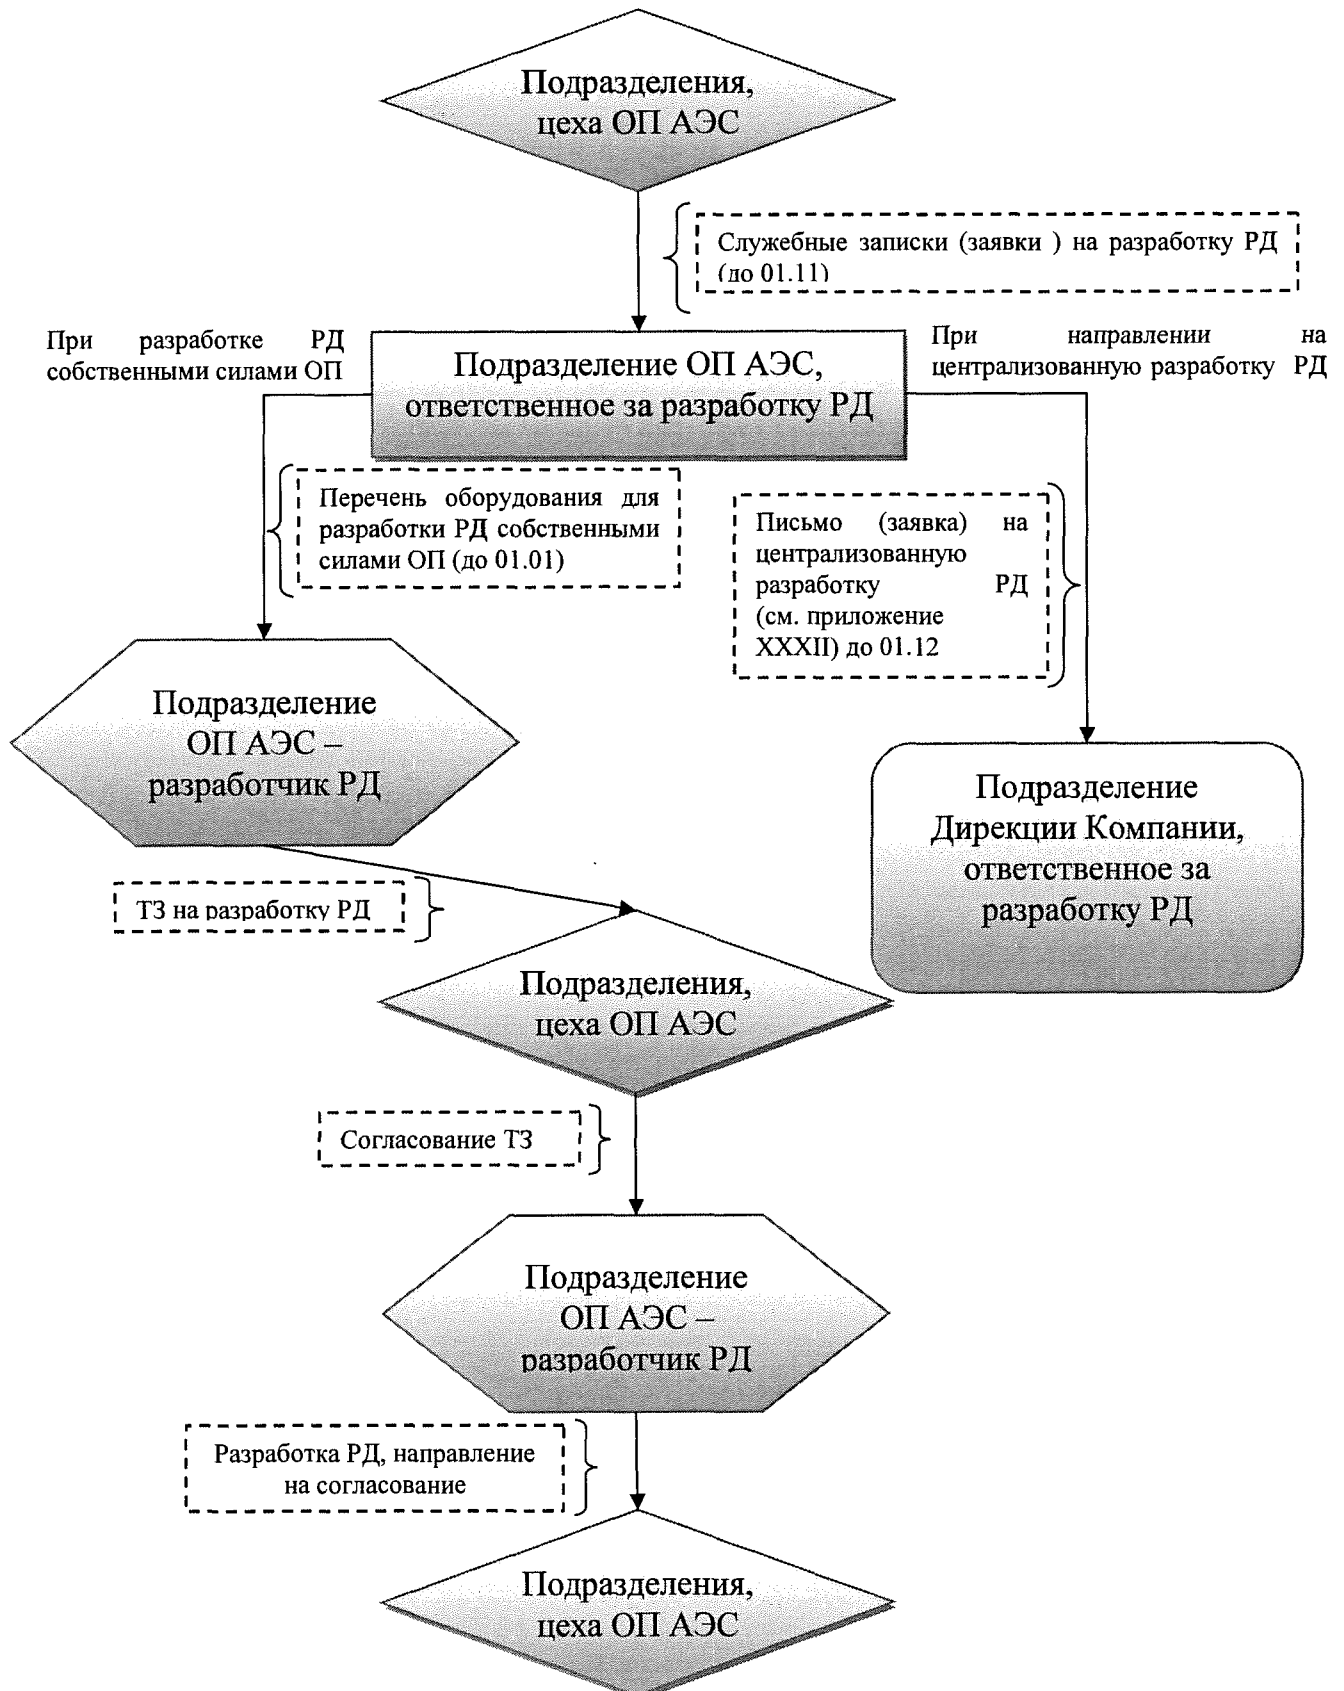 Подразделения,
цеха ОП АЭС
Служебные записки (заявки ) на разработку РД
(до 01.11)
При разработке РД
собственными силами ОП
Подразделение ОП АЭС,
ответственное за разработку РД
При направлении на
централизованную разработку РД
Перечень оборудования для
разработки РД собственными
силами ОП (до 01.01)
Письмо (заявка) на
централизованную
разработку РД
(см. приложение
XXXII) до 01.12
Подразделение
ОП АЭС –
разработчик РД
Подразделение
Дирекции Компании,
ответственное за
разработку РД
ТЗ на разработку РД
Подразделения,
цеха ОП АЭС
Согласование ТЗ
Подразделение
ОП АЭС –
разработчик РД
Разработка РД, направление
на согласование
Подразделения,
цеха ОП АЭС